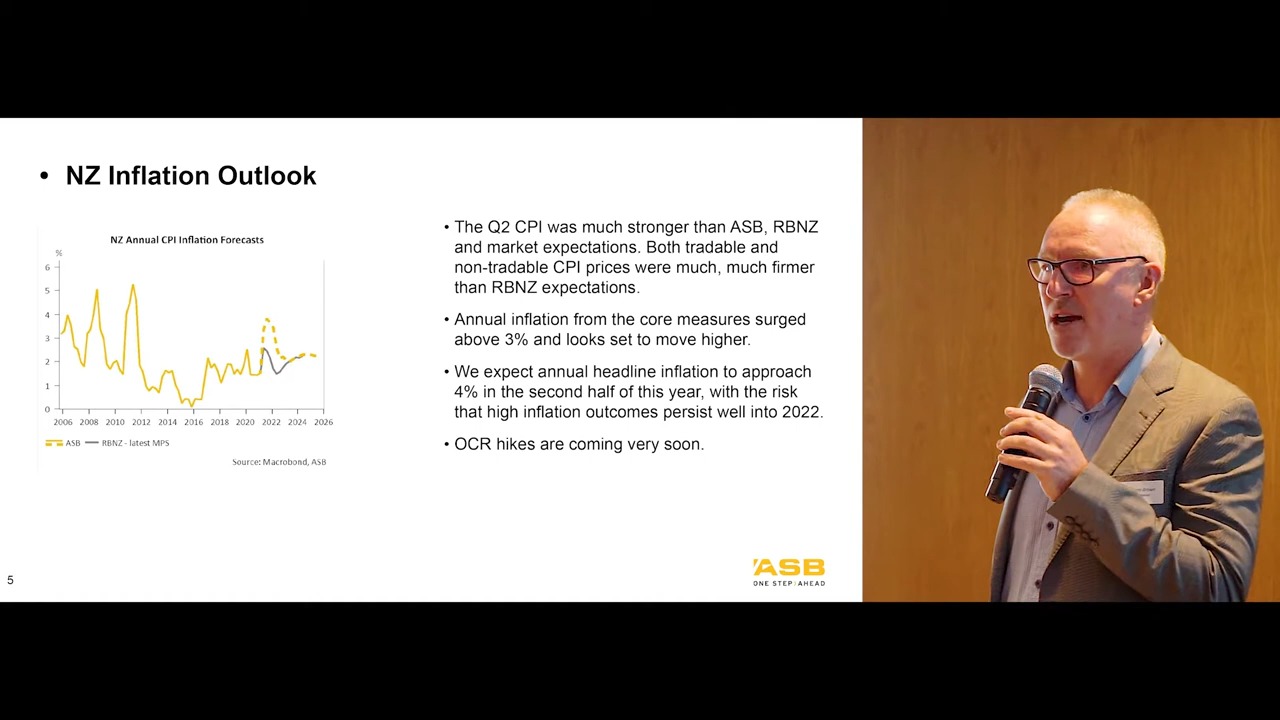 • NZ Inflation Outlook
NZ Annual CPI Inflation Forecasts
%
6
5
4
3
2
1
0
2006 2008 2010 2012 2014 2016 2018 2020 2022 2024 2026
ASB RBNZ - latest MPS
Source: Macrobond, ASB
• The Q2 CPI was much stronger than ASB, RBNZ
and market expectations. Both tradable and
non-tradable CPI prices were much, much firmer
than RBNZ expectations.
• Annual inflation from the core measures surged
above 3% and looks set to move higher.
• We expect annual headline inflation to approach
4% in the second half of this year, with the risk
that high inflation outcomes persist well into 2022.
• OCR hikes are coming very soon.
5
ASB
ONE STEP AHEAD